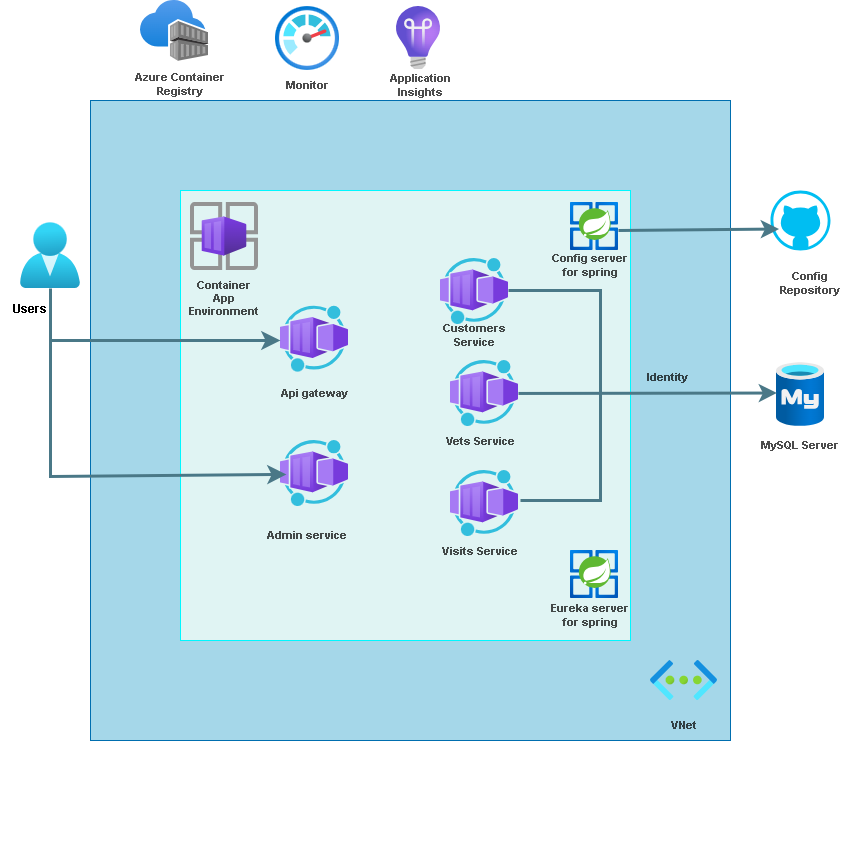 Azure Container
Registry
Monitor
Application
Insights
Users
Container
App
Environment
Config server
for spring
Config
Repository
Customers
Service
Api gateway
Identity
My
MySQL Server
Vets Service
Admin service
Visits Service
Eureka server
for spring
VNet